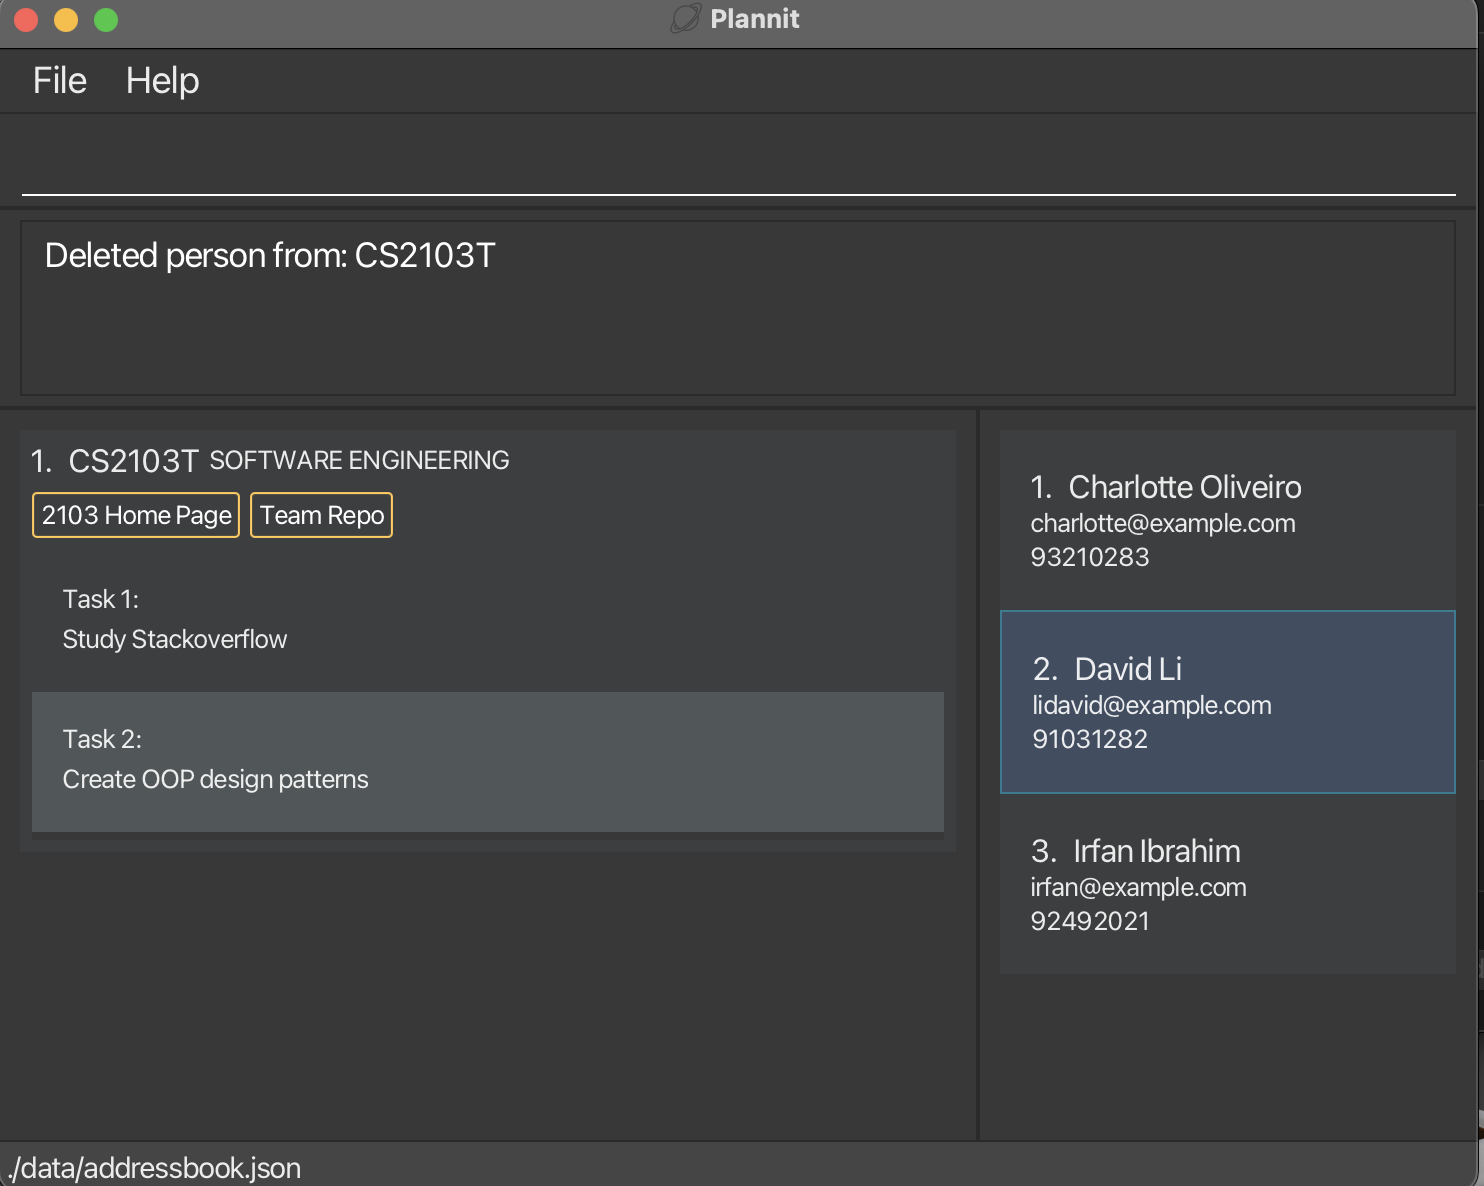 Plannit
File Help
Deleted person from: CS2103T
1. CS2103T SOFTWARE ENGINEERING
2103 Home Page Team Repo
Task 1:
Study Stackoverflow
Task 2:
Create OOP design patterns
1. Charlotte Oliveiro
charlotte@example.com
93210283
2. David Li
lidavid@example.com
91031282
3. Irfan Ibrahim
irfan@example.com
92492021
./data/addressbook.json